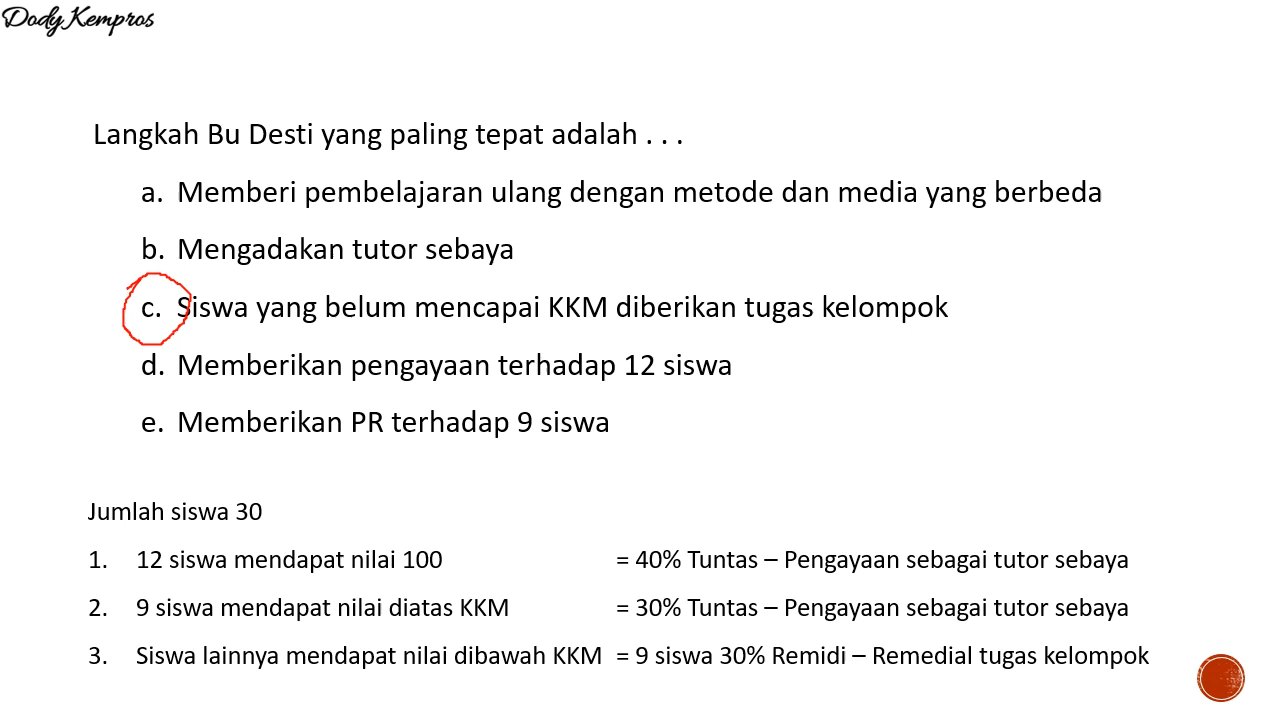 Dody Kempros
Langkah Bu Desti yang paling tepat adalah . . .
a. Memberi pembelajaran ulang dengan metode dan media yang berbeda
b. Mengadakan tutor sebaya
c. Siswa yang belum mencapai KKM diberikan tugas kelompok
d. Memberikan pengayaan terhadap 12 siswa
e. Memberikan PR terhadap 9 siswa
Jumlah siswa 30
1. 12 siswa mendapat nilai 100 = 40% Tuntas – Pengayaan sebagai tutor sebaya
2. 9 siswa mendapat nilai diatas KKM = 30% Tuntas – Pengayaan sebagai tutor sebaya
3. Siswa lainnya mendapat nilai dibawah KKM = 9 siswa 30% Remidi – Remedial tugas kelompok